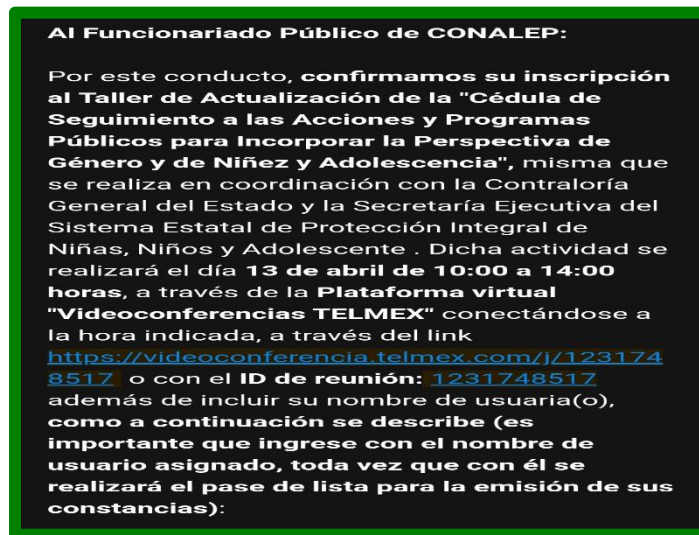 Al Funcionariado Público de CONALEP:
Por este conducto, confirmamos su inscripción
al Taller de Actualización de la "Cédula de
Seguimiento a las Acciones y Programas
Públicos para Incorporar la Perspectiva de
Género y de Niñez y Adolescencia", misma que
se realiza en coordinación con la Contraloría
General del Estado y la Secretaría Ejecutiva del
Sistema Estatal de Protección Integral de
Niñas, Niños y Adolescente . Dicha actividad se
realizará el día 13 de abril de 10:00 a 14:00
horas, a través de la Plataforma virtual
"Videoconferencias TELMEX" conectándose a
la hora indicada, a través del link
https://videoconferencia.telmex.com/j/123174
8517 o con el ID de reunión: 1231748517
además de incluir su nombre de usuaria(o),
como a continuación se describe (es
importante que ingrese con el nombre de
usuario asignado, toda vez que con él se
realizará el pase de lista para la emisión de sus
constancias):